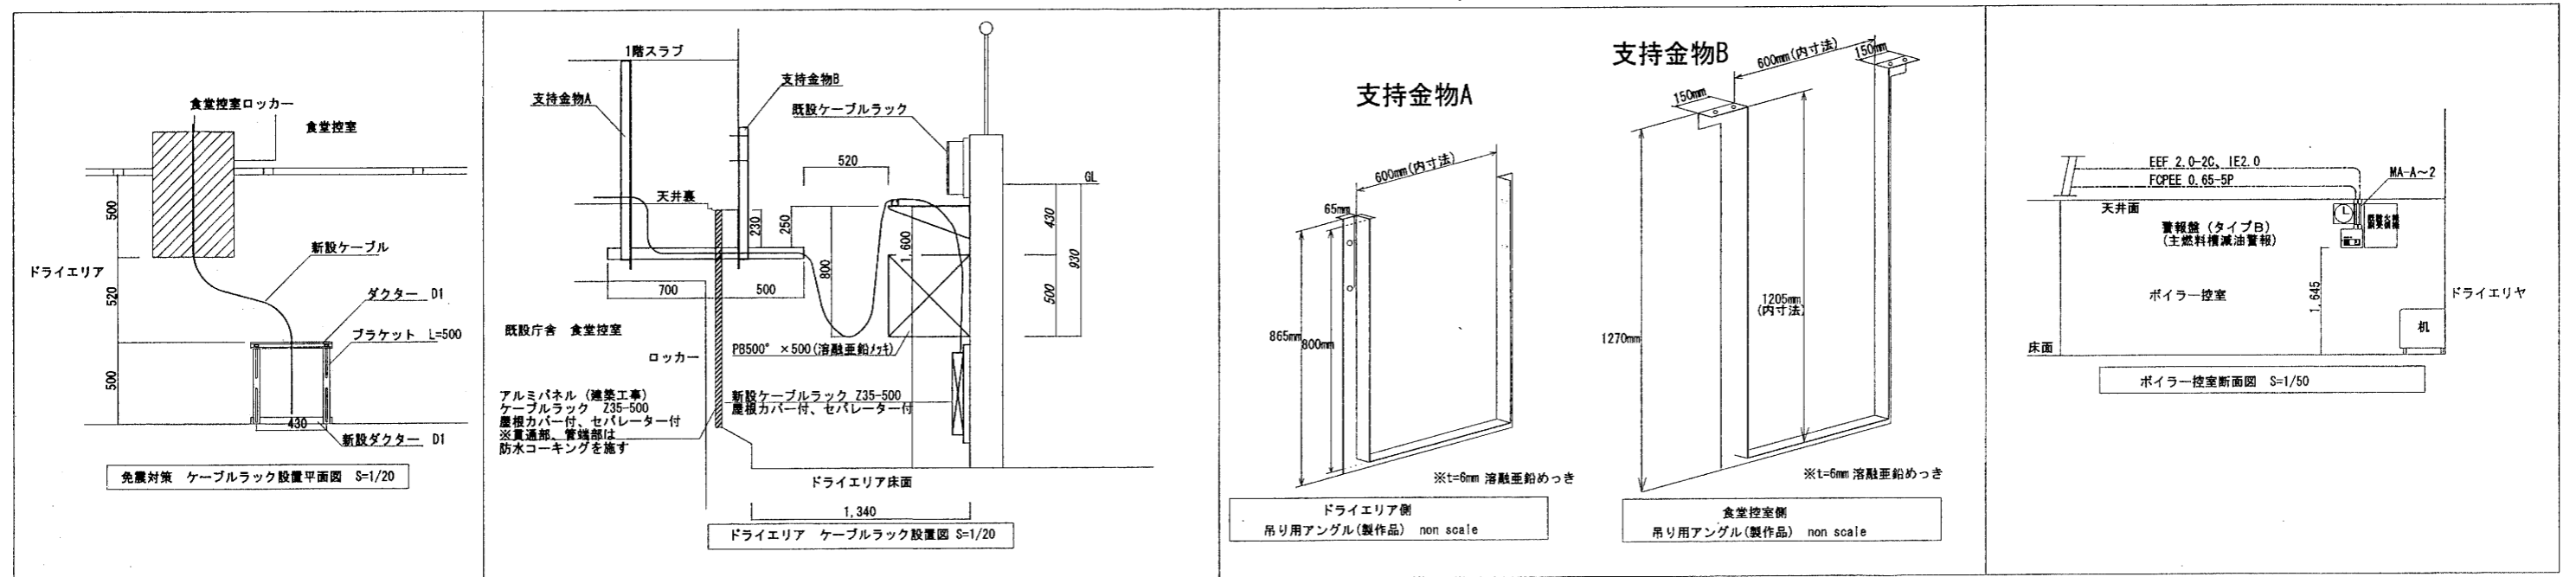 食堂控室ロッカー
食堂控室
500
新設ケーブル
ドライエリア
520
ダクター D1
ブラケット L=500
500
430
新設ダクター D1
免震対策 ケーブルラック設置平面図 S=1/20
1階スラブ
支持金物B
支持金物A
既設ケーブルラック
520
GL
天井裏
230
250
430
1,600
930
800
500
700
500
既設庁舎 食堂控室
ロッカー
PB500° ×500(溶融亜鉛メッキ)
アルミパネル (建築工事)
ケーブルラック Z35-500
屋根カバー付、セパレーター付
※貫通部、管端部は
防水コーキングを施す
新設ケーブルラック Z35-500
屋根カバー付、セパレーター付
ドライエリア床面
1,340
ドライエリア ケーブルラック設置図 S=1/20
支持金物A
600mm(内寸法)
65mm
865mm
800mm
※t=6mm 溶融亜鉛めっき
ドライエリア側
吊り用アングル(製作品) non scale
支持金物B
600mm(内寸法)
150mm
150mm
1205mm
(内寸法)
1270mm
※t=6mm 溶融亜鉛めっき
食堂控室側
吊り用アングル(製作品) non scale
EEF 2.0-2C、IE2.0
MA-A～2
FCPEE 0.65-5P
天井面
警報盤 (タイプB)
(主燃料槽減油警報)
ボイラー控室
1,645
ドライエリヤ
机
床面
ボイラー控室断面図 S=1/50